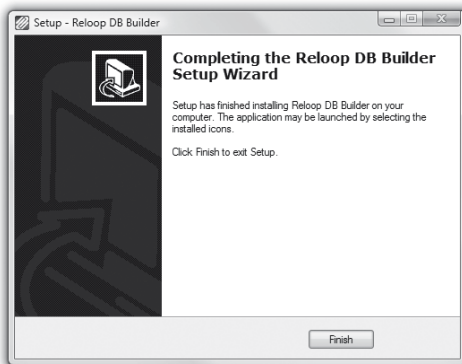 Setup - Reloop DB Builder
Completing the Reloop DB Builder
Setup Wizard
Setup has finished installing Reloop DB Builder on your
computer. The application may be launched by selecting the
installed icons.
Click Finish to exit Setup.
Finish